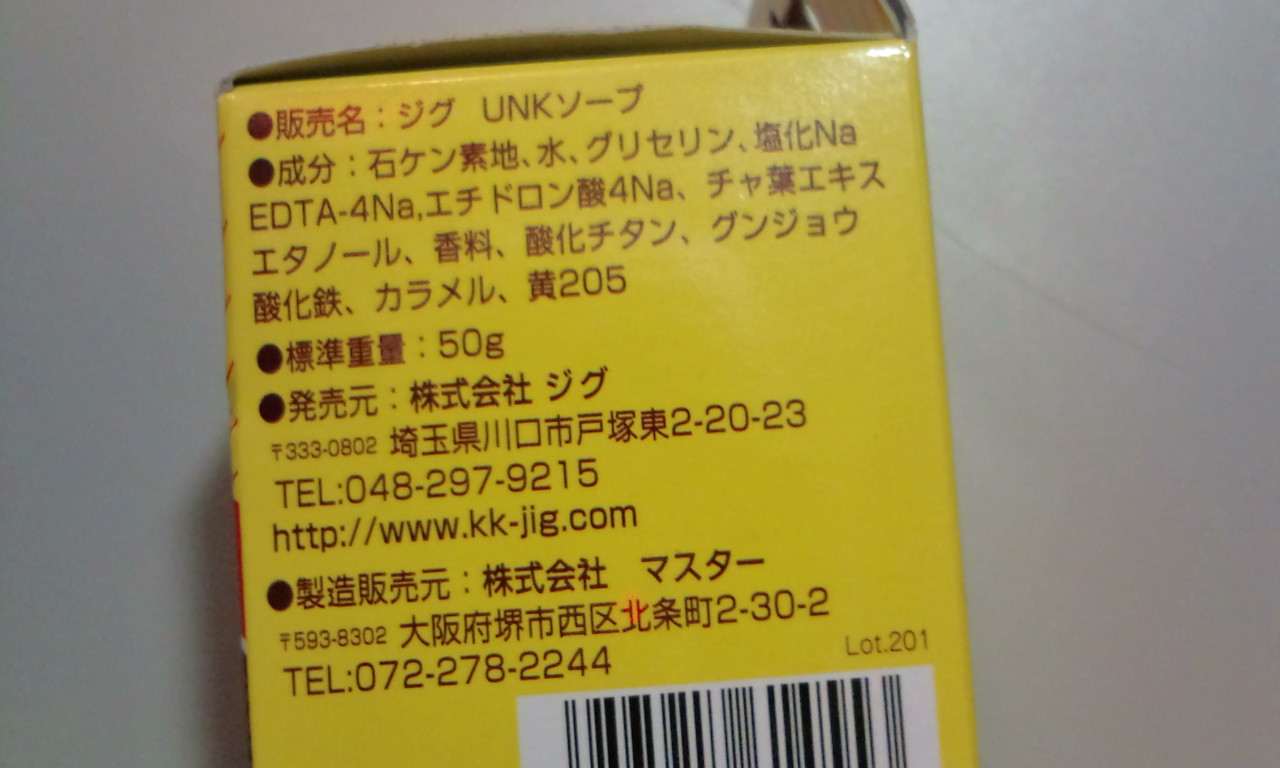 ●販売名：ジグ UNKソープ
●成分：石ケン素地、水、グリセリン、塩化Na
EDTA-4Na,エチドロン酸4Na、チャ葉エキス
エタノール、香料、酸化チタン、グンジョウ
酸化鉄、カラメル、黄205
●標準重量：50g
●発売元：株式会社 ジグ
〒333-0802 埼玉県川口市戸塚東2-20-23
TEL:048-297-9215
http://www.kk-jig.com
●製造販売元：株式会社 マスター
〒593-8302 大阪府堺市西区北条町2-30-2
TEL:072-278-2244
Lot.201